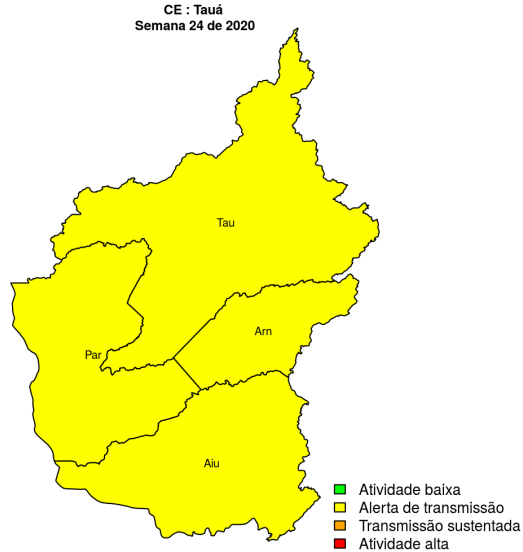 CE : Tauá
Semana 24 de 2020
Tau
Arn
Par
Aiu
Atividade baixa
Alerta de transmissão
Transmissão sustentada
Atividade alta